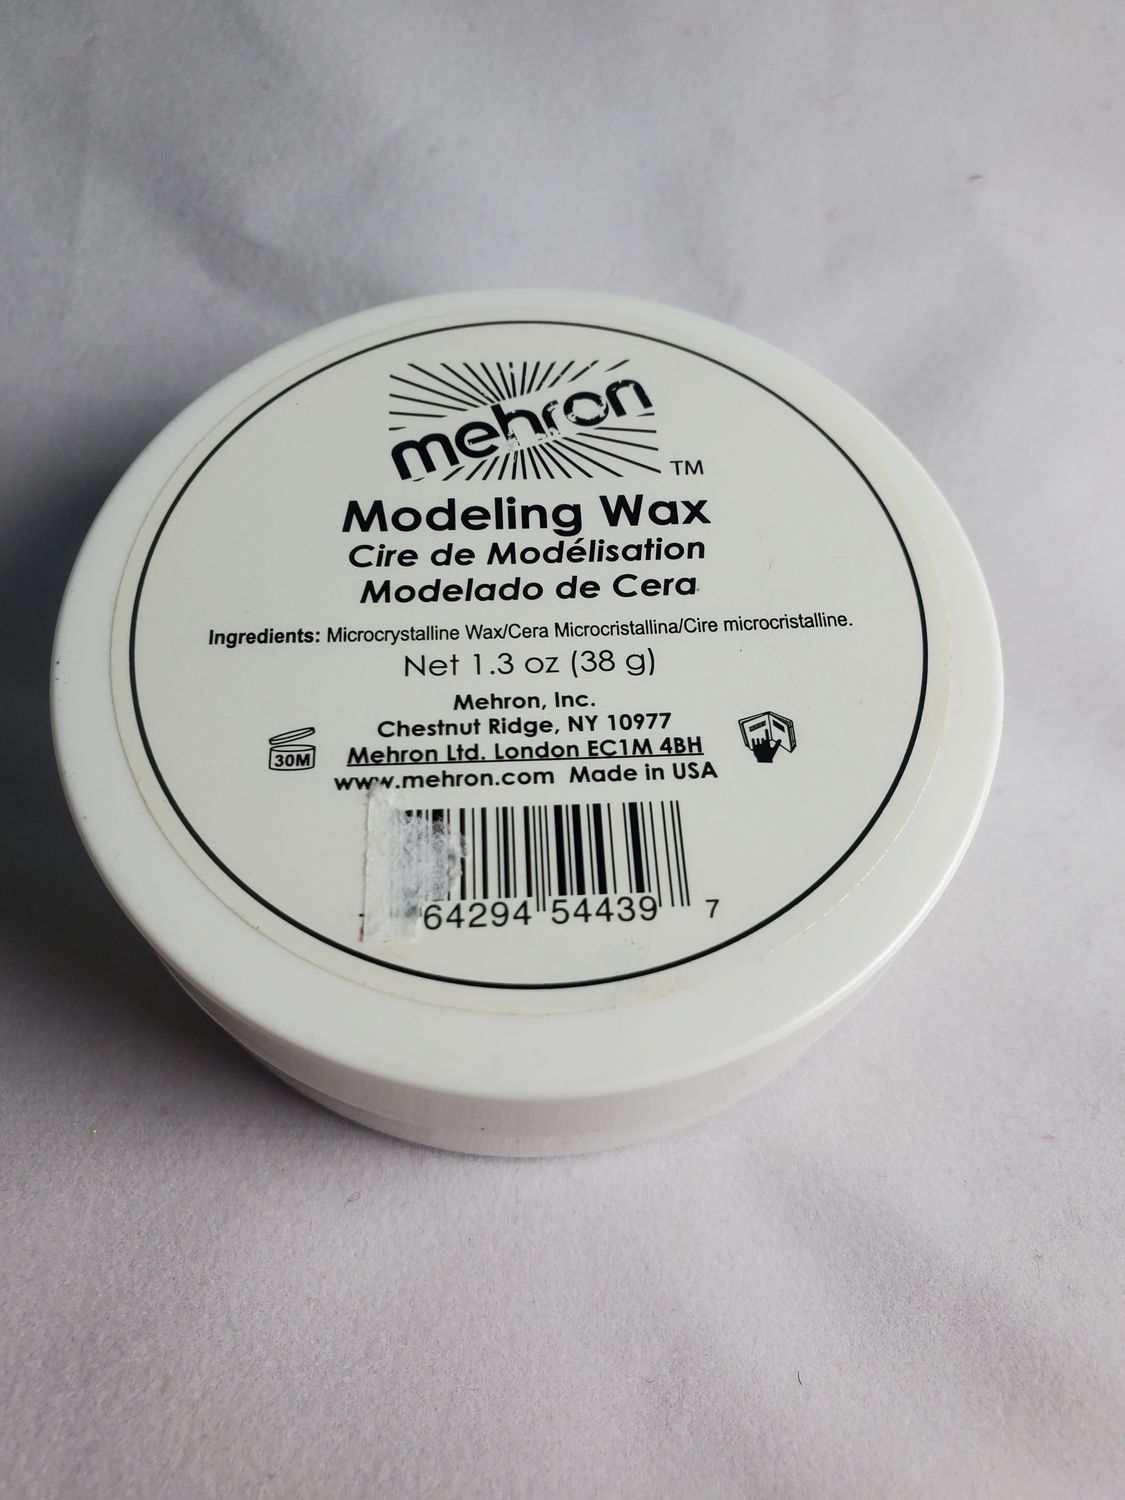 mehron
TM
Modeling Wax
Cire de Modélisation
Modelado de Cera
Ingredients: Microcrystalline Wax/Cera Microcristallina/Cire microcristalline.
Net 1.3 oz (38 g)
Mehron, Inc.
Chestnut Ridge, NY 10977
30M
Mehron Ltd. London EC1M 4BH
www.mehron.com Made in USA
64294 54439 7